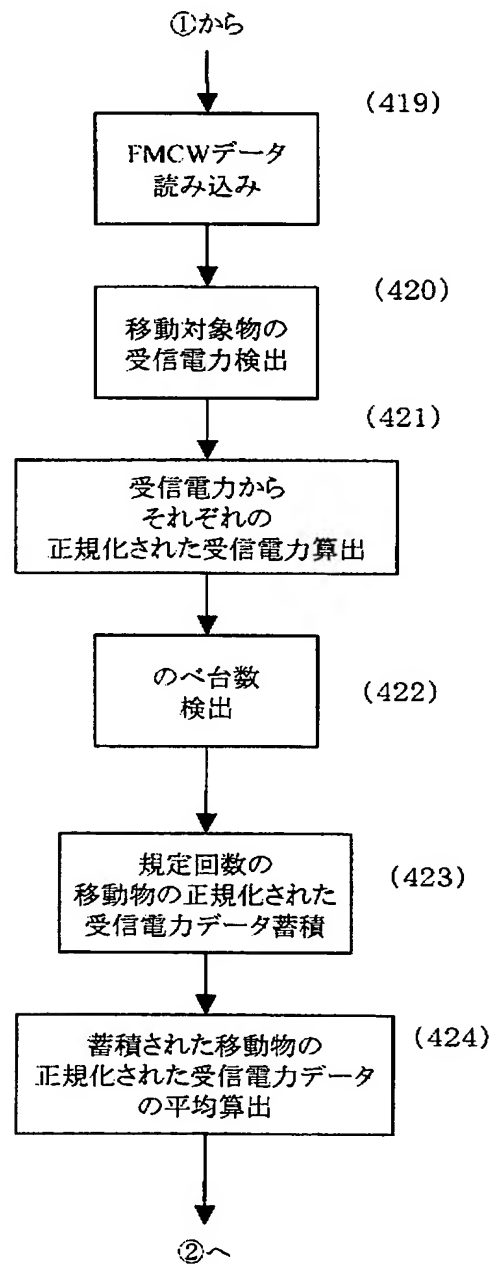 ①から
(419)
FMCWデータ
読み込み
(420)
移動対象物の
受信電力検出
(421)
受信電力から
それぞれの
正規化された受信電力算出
のべ台数
検出
(422)
規定回数の
移動物の正規化された
受信電力データ蓄積
(423)
蓄積された移動物の
正規化された受信電力データ
の平均算出
(424)
②へ